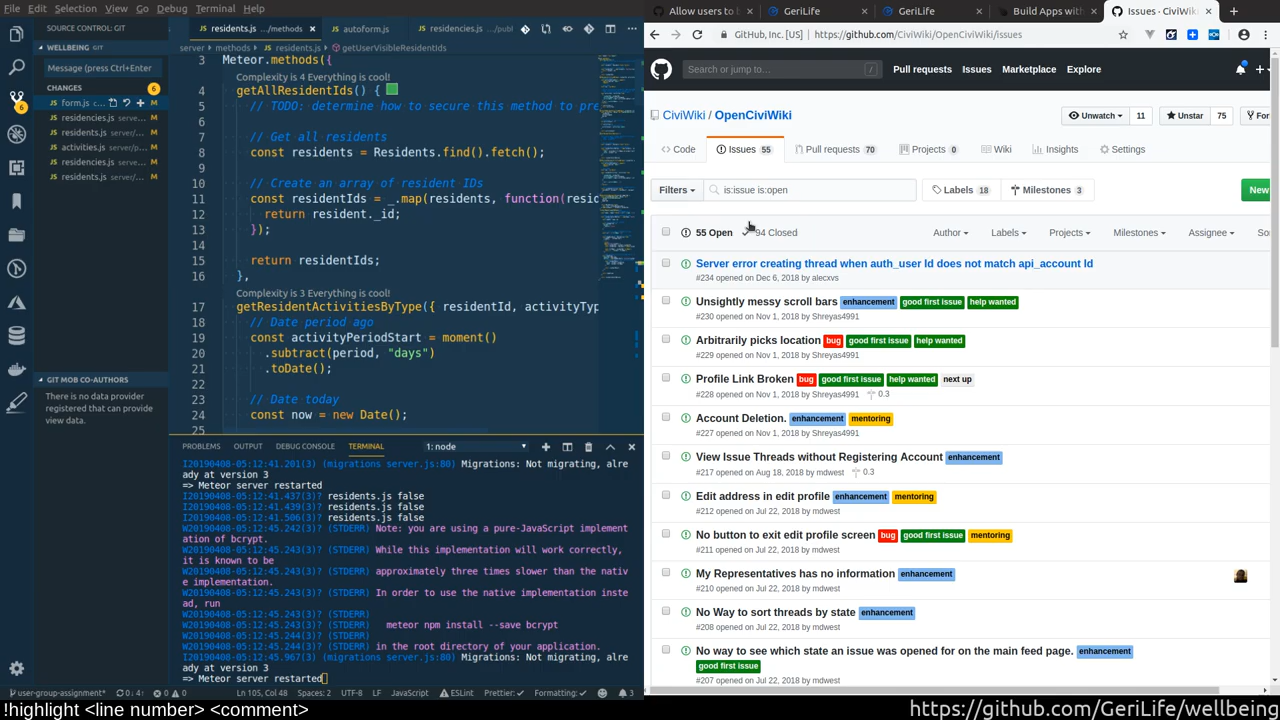 File Edit Selection View Go Debug Terminal Help
SOURCE CONTROL: GIT
WELLBEING GIT
Message (press Ctrl+Enter
CHANGES 6
form.js c... M
residencies.js serve... M
residents.js server/... M
activities.js server/p... M
residencies.js serve... M
residents.js server/... M
GIT MOB CO-AUTHORS
There is no data provider
registered that can provide
view data.
residents.js .../methods
autoform.js
residencies.js .../publ
server methods residents.js getUserVisibleResidentIds
3 Meteor.methods({
Complexity is 4 Everything is cool!
4 getAllResidentIds() {
5 // TODO: determine how to secure this method to pre
6
7 // Get all residents
8 const residents = Residents.find().fetch();
9
10 // Create an array of resident IDs
11 const residentIds = _.map(residents, function(resid
12 return resident._id;
13 });
14
15 return residentIds;
16 },
Complexity is 3 Everything is cool!
17 getResidentActivitiesByType({ residentId, activityTyp
18 // Date period ago
19 const activityPeriodStart = moment()
20 .subtract(period, "days")
21 .toDate();
22
23 // Date today
24 const now = new Date();
25
PROBLEMS OUTPUT DEBUG CONSOLE TERMINAL 1: node
I20190408-05:12:41.201(3) (migrations server.js:80) Migrations: Not migrating, alre
ady at version 3
=> Meteor server restarted
I20190408-05:12:41.437(3)? residents.js false
I20190408-05:12:41.439(3)? residents.js false
I20190408-05:12:41.506(3)? residents.js false
W20190408-05:12:45.242(3)? (STDERR) Note: you are using a pure-JavaScript implement
ation of bcrypt.
W20190408-05:12:45.243(3)? (STDERR) While this implementation will work correctly,
it is known to be
W20190408-05:12:45.243(3)? (STDERR) approximately three times slower than the nativ
e implementation.
W20190408-05:12:45.243(3)? (STDERR) In order to use the native implementation inste
ad, run
W20190408-05:12:45.243(3)? (STDERR)
W20190408-05:12:45.244(3)? (STDERR) meteor npm install --save bcrypt
W20190408-05:12:45.244(3)? (STDERR)
W20190408-05:12:45.244(3)? (STDERR) in the root directory of your application.
I20190408-05:12:45.967(3) (migrations server.js:80) Migrations: Not migrating, alre
ady at version 3
=> Meteor server restarted
user-group-assignment* 0 0 Ln 105, Col 48 Spaces: 2 UTF-8 LF JavaScript ESLint Prettier: ✓ Formatting: ✓ 3
Allow users to b
GeriLife
GeriLife
Build Apps with
Issues · CiviWiki
GitHub, Inc. [US] | https://github.com/CiviWiki/OpenCiviWiki/issues
Search or jump to... /
Pull requests Issues Marketplace Explore
CiviWiki / OpenCiviWiki
Unwatch 11 Unstar 75 For
Code Issues 55 Pull requests 70 Projects 0 Wiki Insights Settings
Filters is:issue is:open Labels 18 Milestones 3 New
55 Open 94 Closed Author Labels Projects Milestones Assignee So
Server error creating thread when auth_user Id does not match api_account Id
#234 opened on Dec 6, 2018 by alecxvs
Unsightly messy scroll bars enhancement good first issue help wanted
#230 opened on Nov 1, 2018 by Shreyas4991
Arbitrarily picks location bug good first issue help wanted
#229 opened on Nov 1, 2018 by Shreyas4991
Profile Link Broken bug good first issue help wanted next up
#228 opened on Nov 1, 2018 by Shreyas4991 0.3
Account Deletion. enhancement mentoring
#227 opened on Nov 1, 2018 by Shreyas4991
View Issue Threads without Registering Account enhancement
#217 opened on Aug 18, 2018 by mdwest 0.3
Edit address in edit profile enhancement mentoring
#212 opened on Jul 22, 2018 by mdwest
No button to exit edit profile screen bug good first issue mentoring
#211 opened on Jul 22, 2018 by mdwest
My Representatives has no information enhancement
#210 opened on Jul 22, 2018 by mdwest
No Way to sort threads by state enhancement
#208 opened on Jul 22, 2018 by mdwest
No way to see which state an issue was opened for on the main feed page. enhancement
good first issue
#207 opened on Jul 22, 2018 by mdwest
!highlight <line number> <comment>
https://github.com/GeriLife/wellbeing